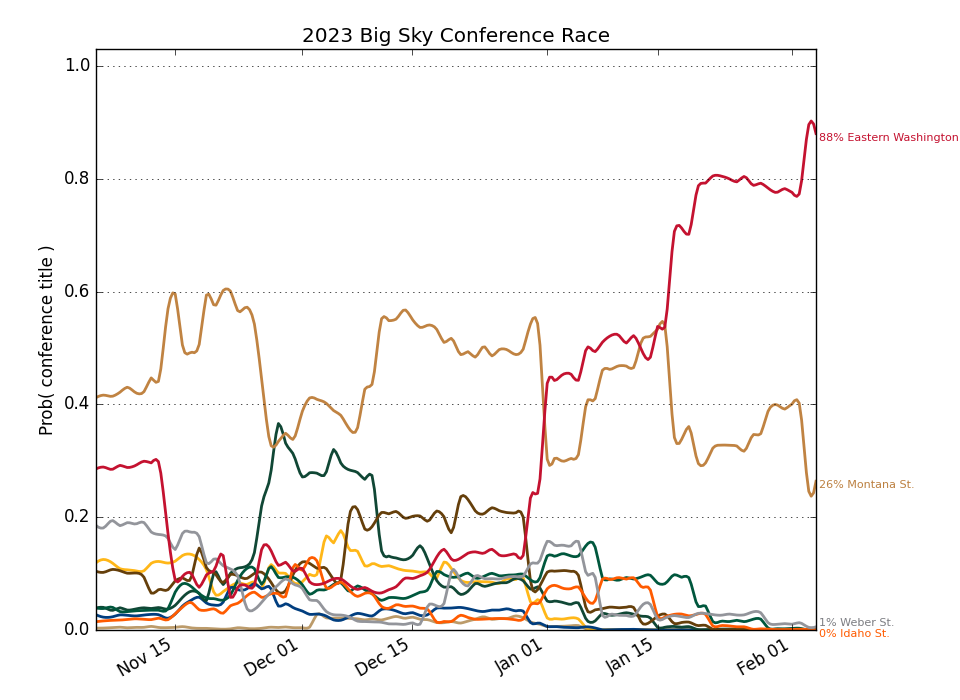 2023 Big Sky Conference Race
Prob( conference title )
1.0
0.8
0.6
0.4
0.2
0.0
88% Eastern Washington
26% Montana St.
1% Weber St.
0% Idaho St.
Nov 15
Dec 01
Dec 15
Jan 01
Jan 15
Feb 01